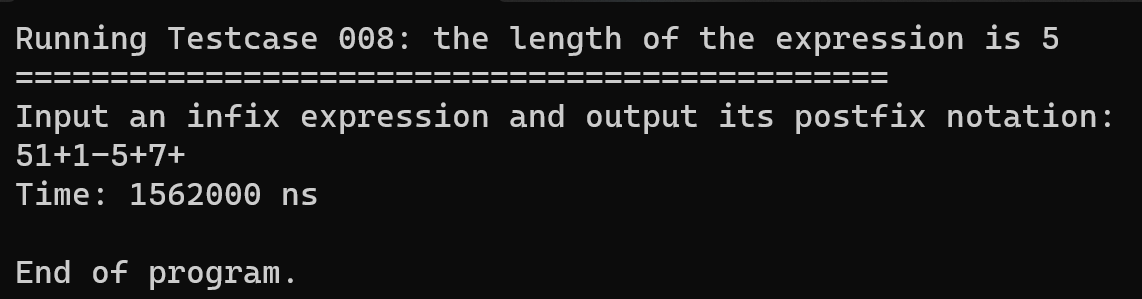 Running Testcase 008: the length of the expression is 5
==============================================
Input an infix expression and output its postfix notation:
51+1-5+7+
Time: 1562000 ns
End of program.